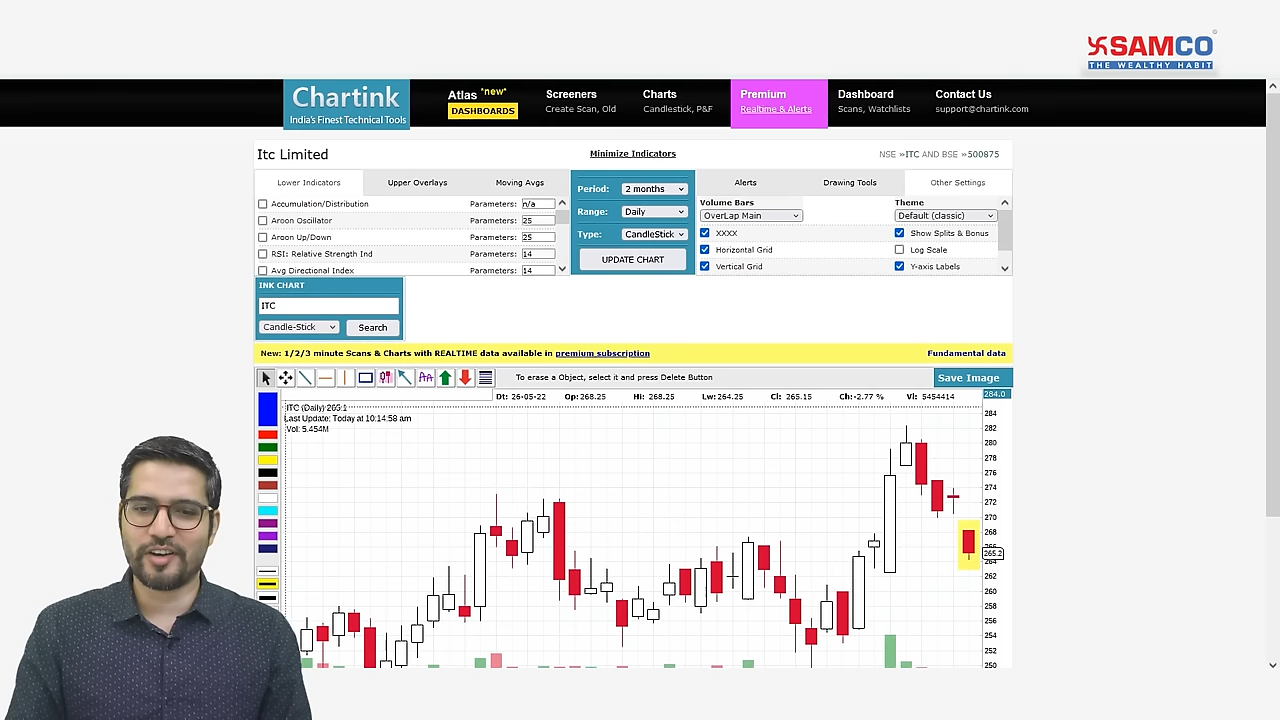 SAMCO
THE WEALTHY HABIT
Chartink
India's Finest Technical Tools
Atlas *new*
DASHBOARDS
Screeners
Create Scan, Old
Charts
Candlestick, P&F
Premium
Realtime & Alerts
Dashboard
Scans, Watchlists
Contact Us
support@chartink.com
Itc Limited
Minimize Indicators
NSE »ITC AND BSE »500875
Lower Indicators
Upper Overlays
Moving Avgs
Accumulation/Distribution Parameters: n/a
Aroon Oscillator Parameters: 25
Aroon Up/Down Parameters: 25
RSI: Relative Strength Ind Parameters: 14
Avg Directional Index Parameters: 14
Period: 2 months
Range: Daily
Type: CandleStick
UPDATE CHART
Alerts
Drawing Tools
Other Settings
Volume Bars
OverLap Main
XXXX
Horizontal Grid
Vertical Grid
Theme
Default (classic)
Show Splits & Bonus
Log Scale
Y-axis Labels
INK CHART
ITC
Candle-Stick
Search
New: 1/2/3 minute Scans & Charts with REALTIME data available in premium subscription
Fundamental data
To erase a Object, select it and press Delete Button
Save Image
Dt: 26-05-22 Op: 268.25 Hi: 268.25 Lw: 264.25 Cl: 265.15 Ch:-2.77 % Vl: 5454414
284.0
ITC (Daily) 265.1
Last Update: Today at 10:14:58 am
Vol: 5.454M
284
282
280
278
276
274
272
270
268
265.2
264
262
260
258
256
254
252
250